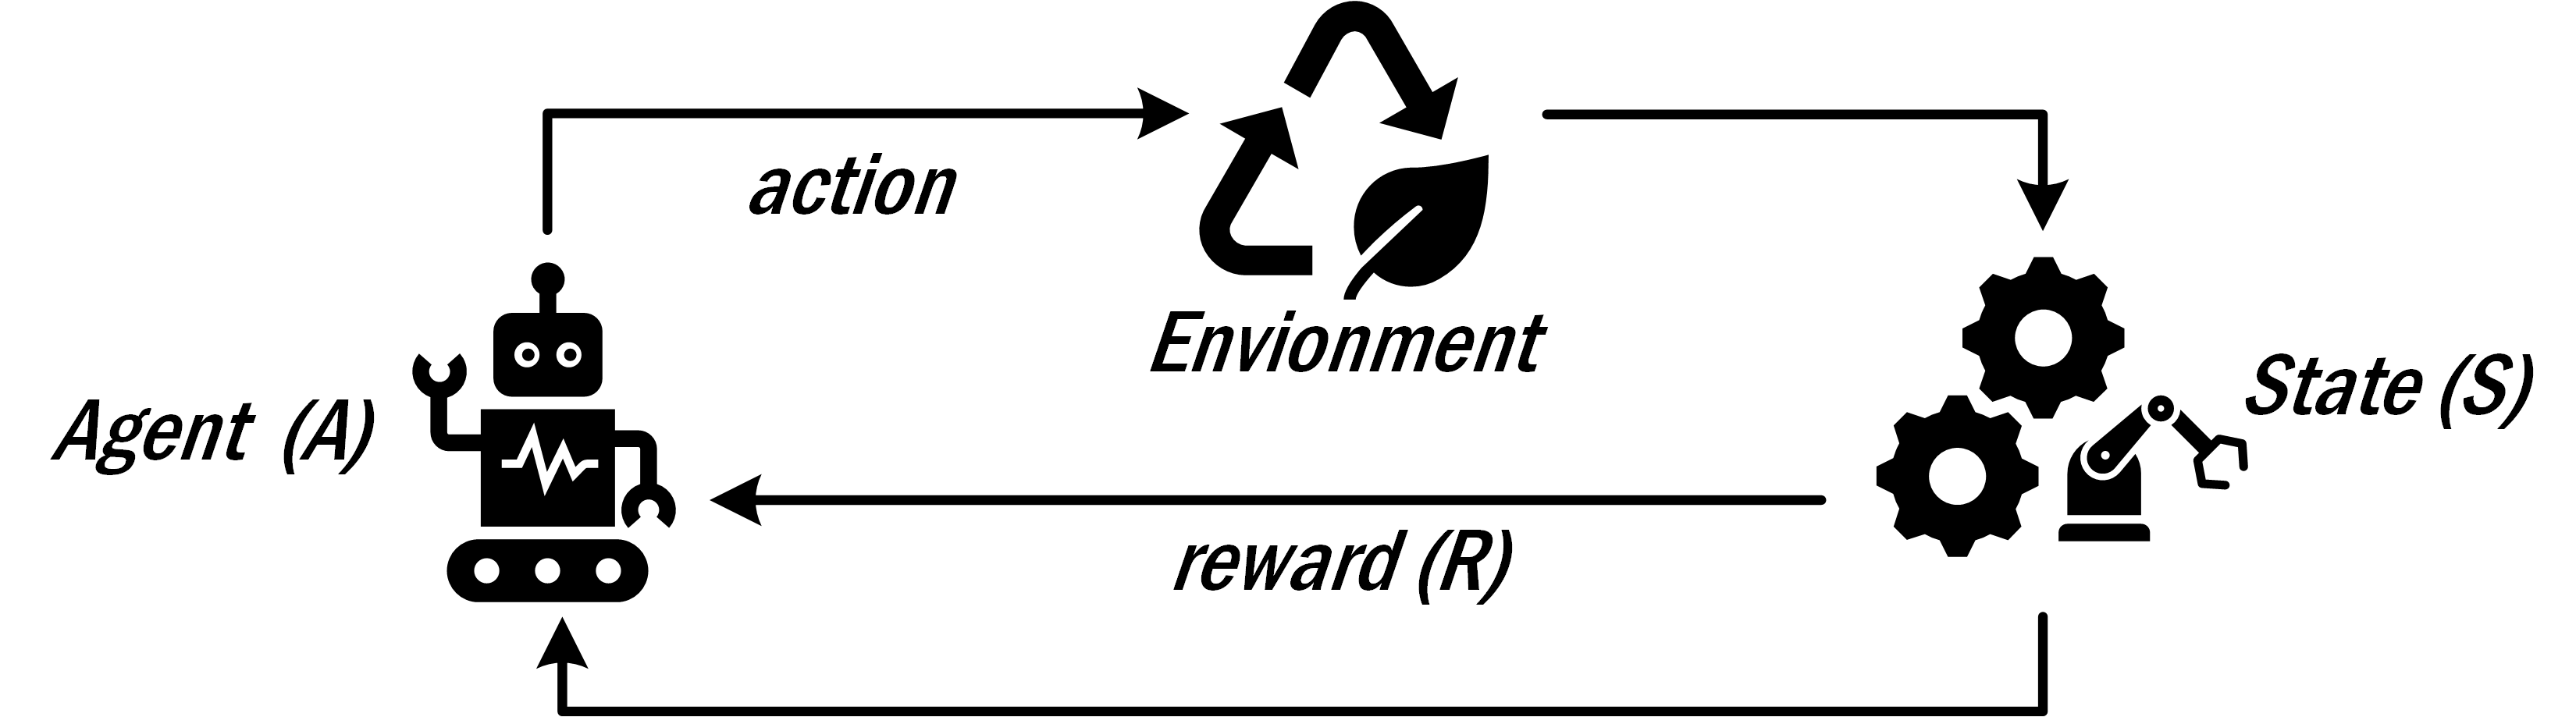 action
Envionment
Agent (A)
State (S)
reward (R)